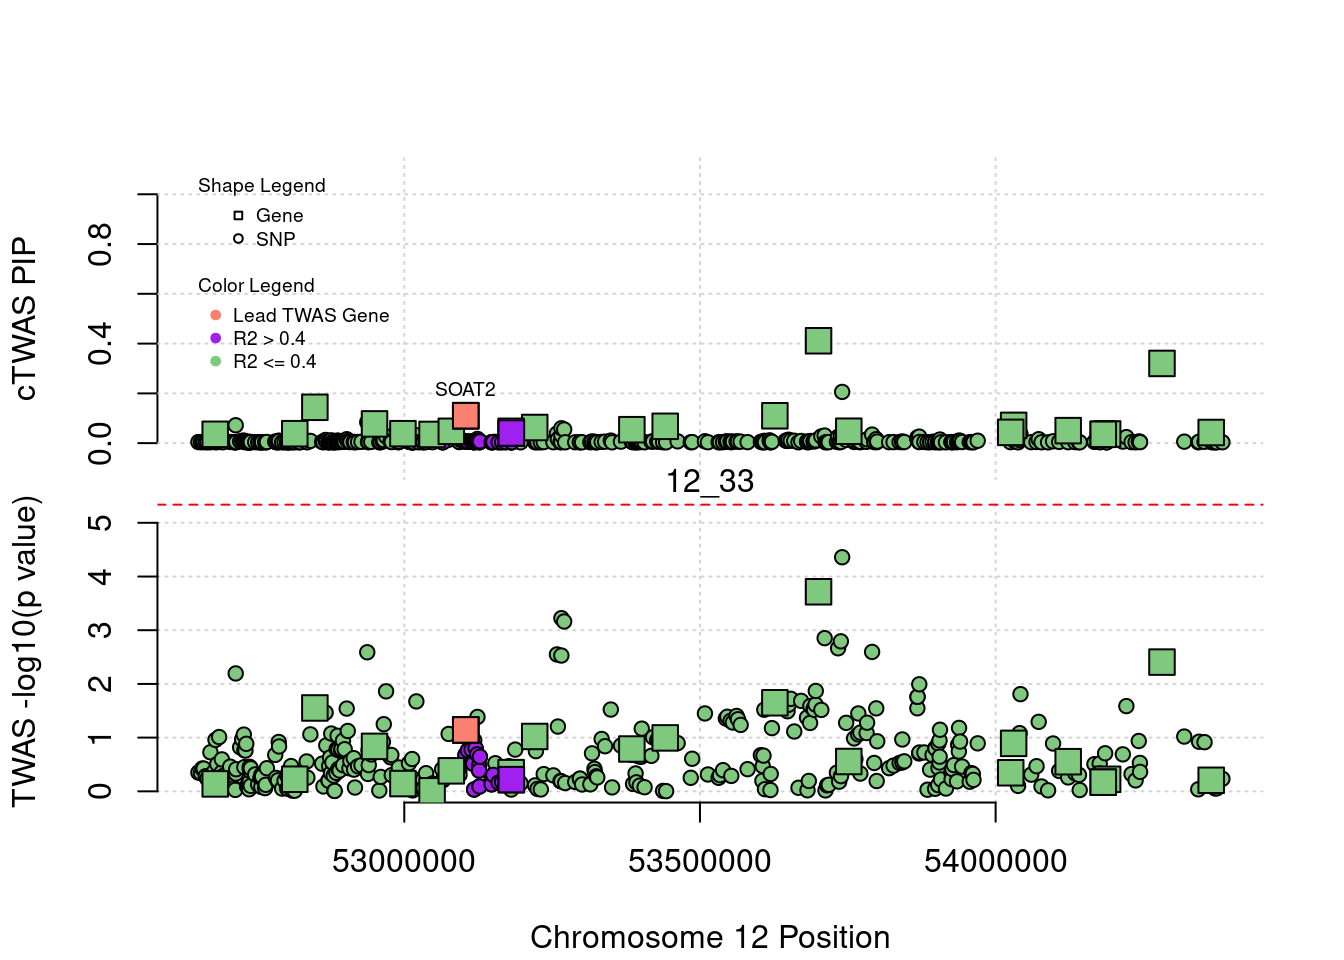 Shape Legend
Gene
SNP
Color Legend
Lead TWAS Gene
R2 > 0.4
R2 <= 0.4
SOAT2
cTWAS PIP
0.8
0.4
0.0
12_33
TWAS -log10(p value)
5
4
3
2
1
0
53000000 53500000 54000000
Chromosome 12 Position